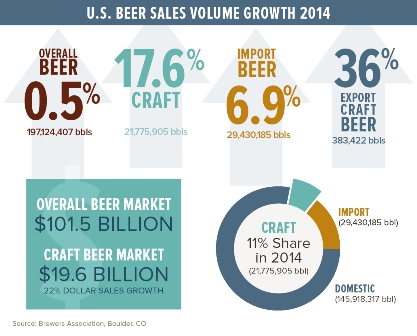 U.S. BEER SALES VOLUME GROWTH 2014
OVERALL
BEER
0.5%
197,124,407 bbls
17.6%
CRAFT
21,775,905 bbls
IMPORT
BEER
6.9%
29,430,185 bbls
36%
EXPORT
CRAFT
BEER
383,422 bbls
OVERALL BEER MARKET
$101.5 BILLION
CRAFT BEER MARKET
$19.6 BILLION
22% DOLLAR SALES GROWTH
CRAFT
11% Share
in 2014
(21,775,905 bbl)
IMPORT
(29,430,185 bbl)
DOMESTIC
(145,918,317 bbl)
Source: Brewers Association, Boulder, CO